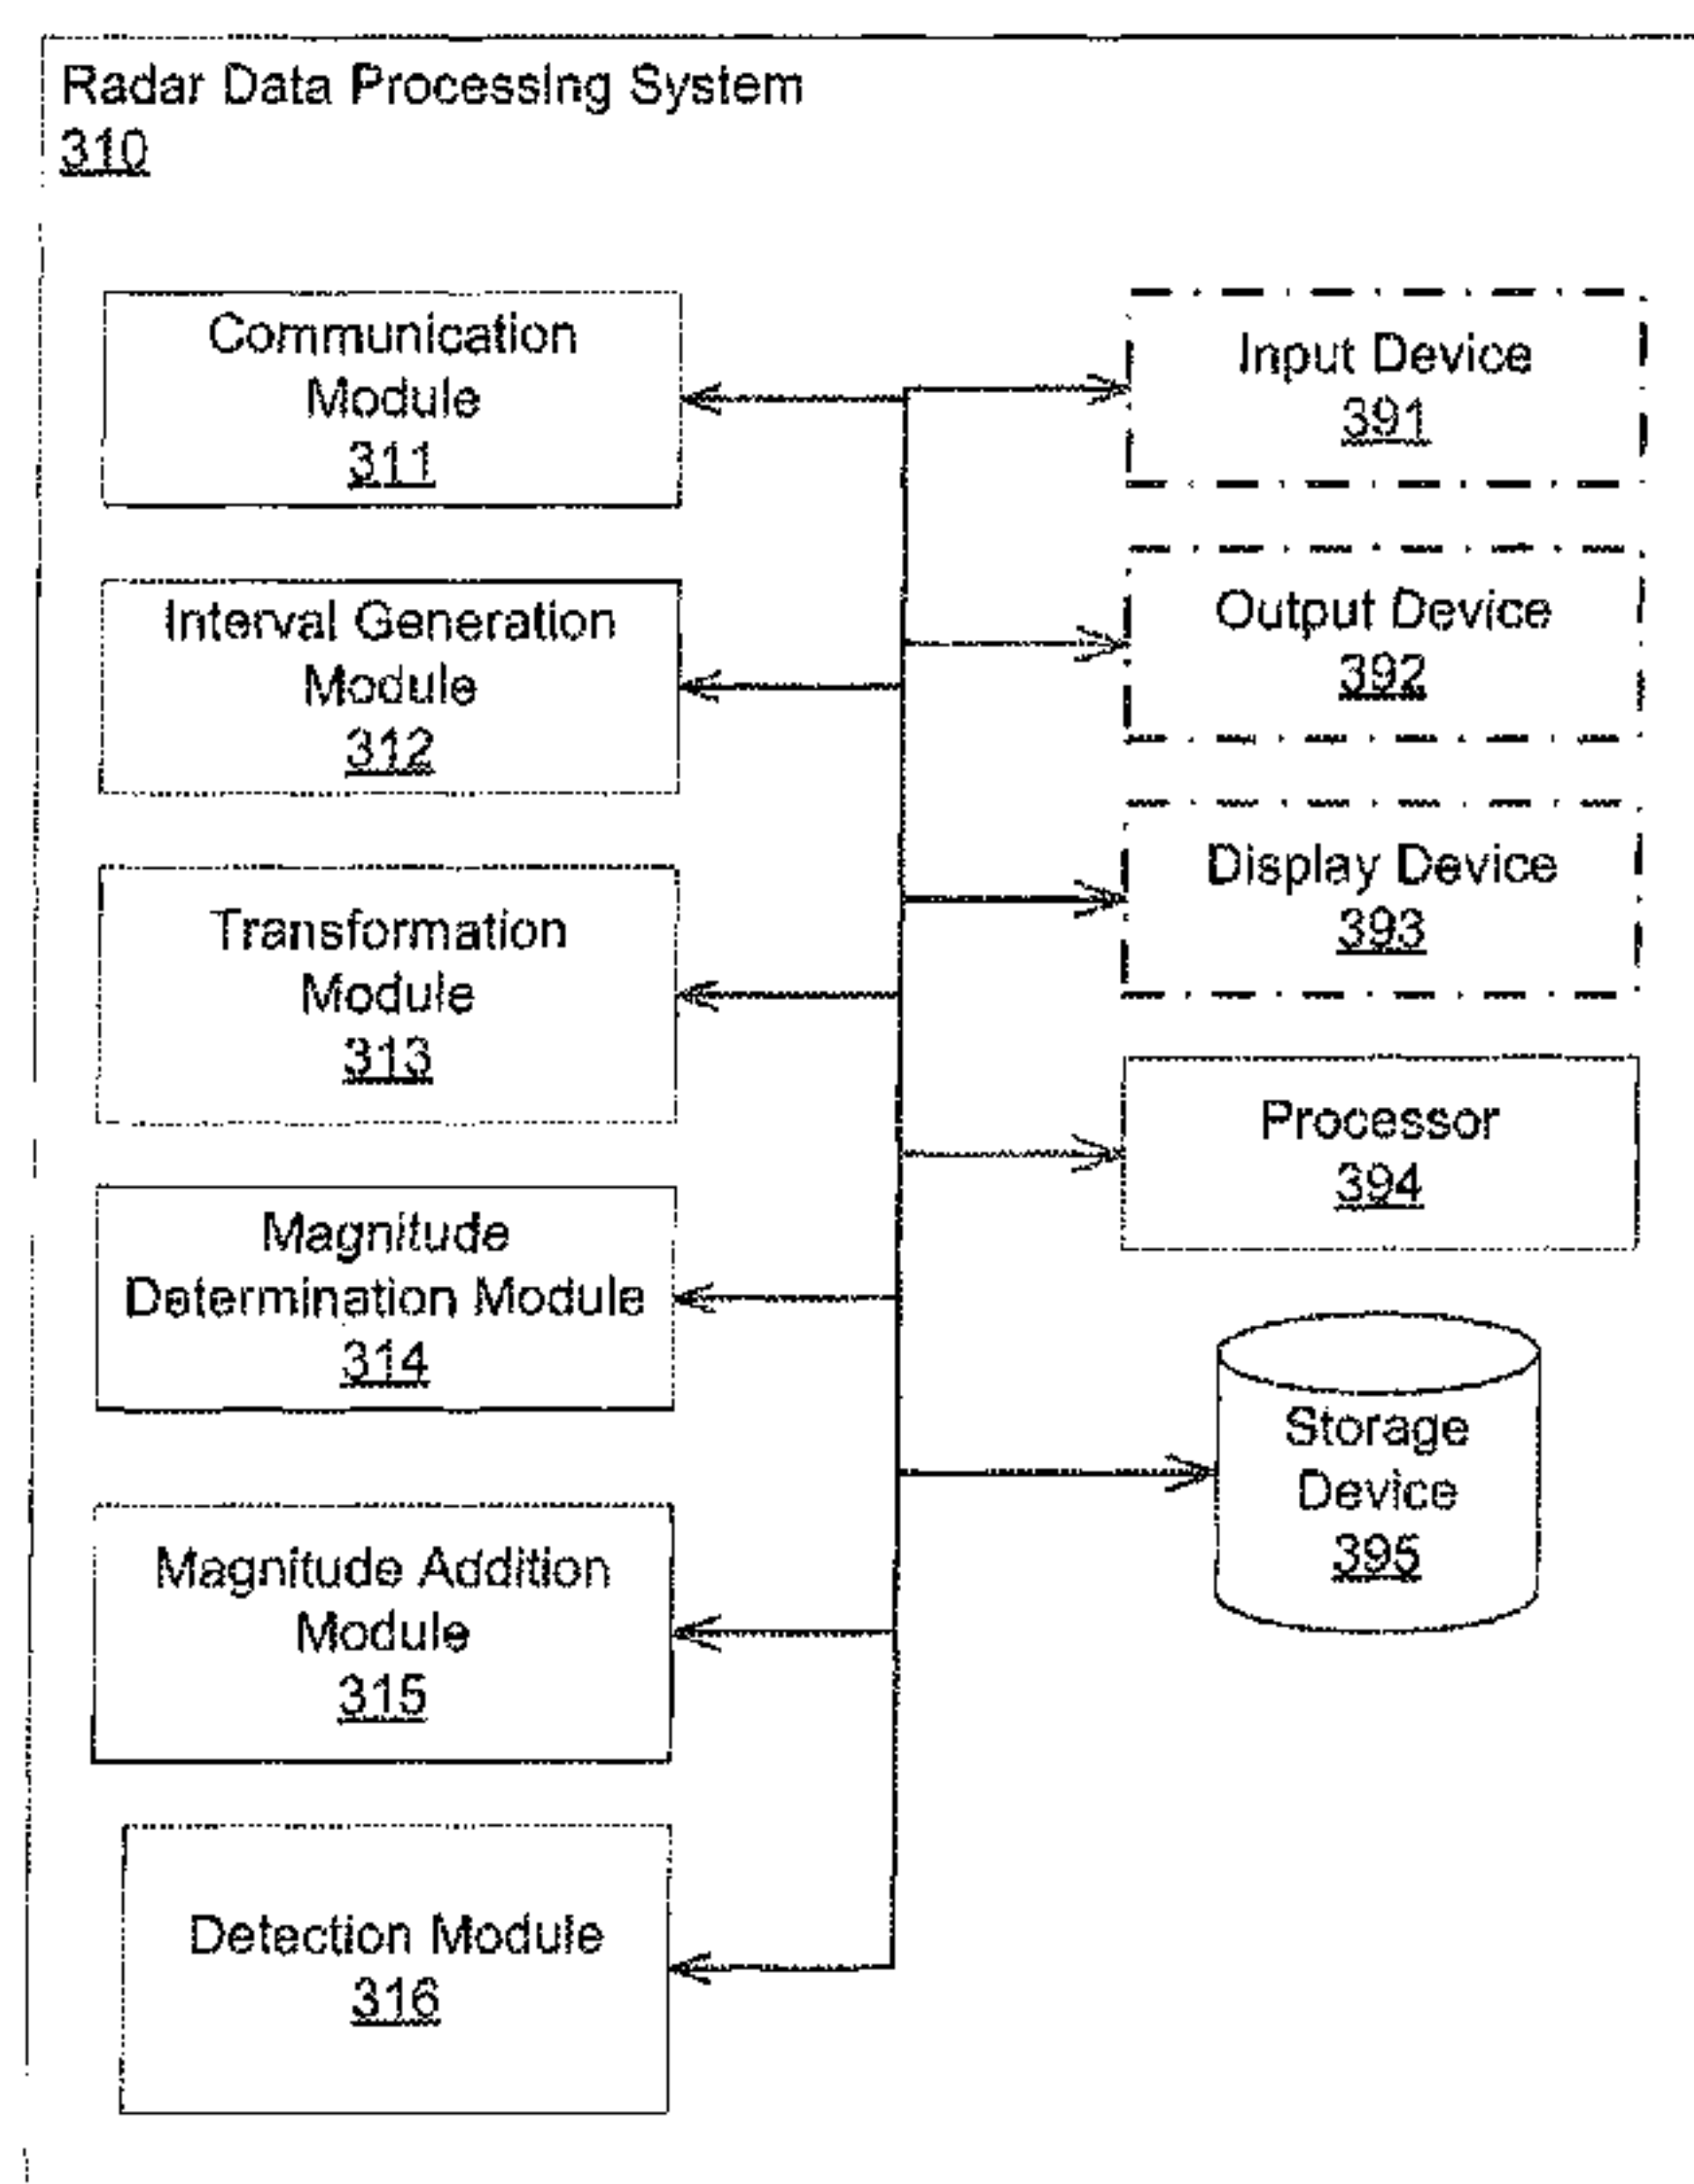 Radar Data Processing System
310
Communication
Module
311
Interval Generation
Module
312
Transformation
Module
313
Magnitude
Determination Module
314
Magnitude Addition
Module
315
Detection Module
316
Input Device
391
Output Device
392
Display Device
393
Processor
394
Storage
Device
395